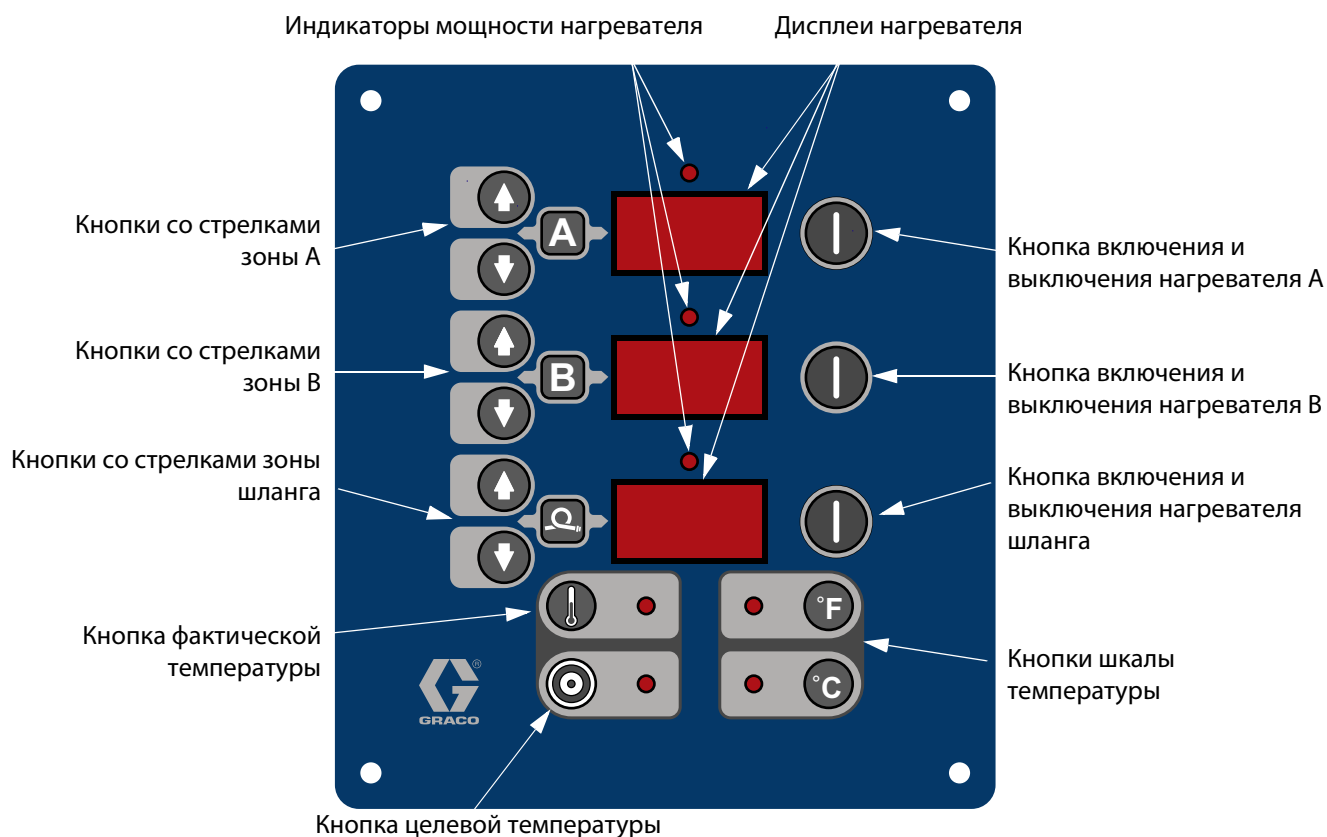 Индикаторы мощности нагревателя
Дисплеи нагревателя
Кнопки со стрелками
зоны A
A
Кнопка включения и
выключения нагревателя A
Кнопки со стрелками
зоны B
B
Кнопка включения и
выключения нагревателя B
Кнопки со стрелками зоны
шланга
Кнопка включения и
выключения нагревателя
шланга
°F
Кнопка фактической
температуры
Кнопки шкалы
температуры
°C
®
GRACO
Кнопка целевой температуры